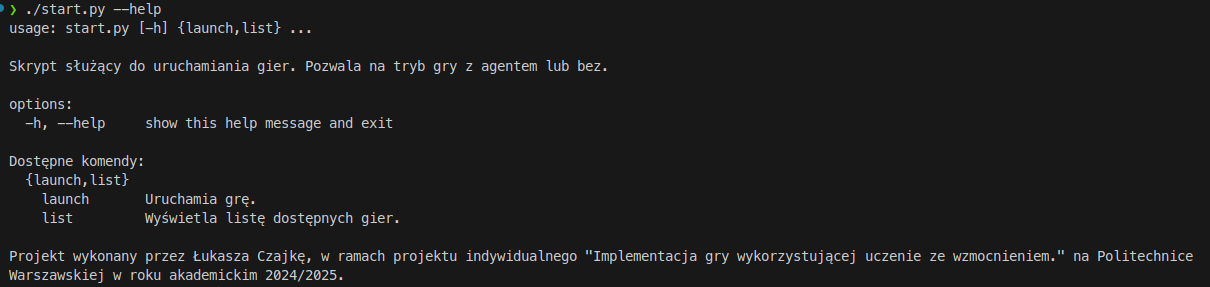 ❯ ./start.py --help
usage: start.py [-h] {launch,list} ...
Skrypt służący do uruchamiania gier. Pozwala na tryb gry z agentem lub bez.
options:
-h, --help     show this help message and exit
Dostępne komendy:
{launch,list}
launch       Uruchamia grę.
list         Wyświetla listę dostępnych gier.
Projekt wykonany przez Łukasza Czajkę, w ramach projektu indywidualnego "Implementacja gry wykorzystującej uczenie ze wzmocnieniem." na Politechnice
Warszawskiej w roku akademickim 2024/2025.